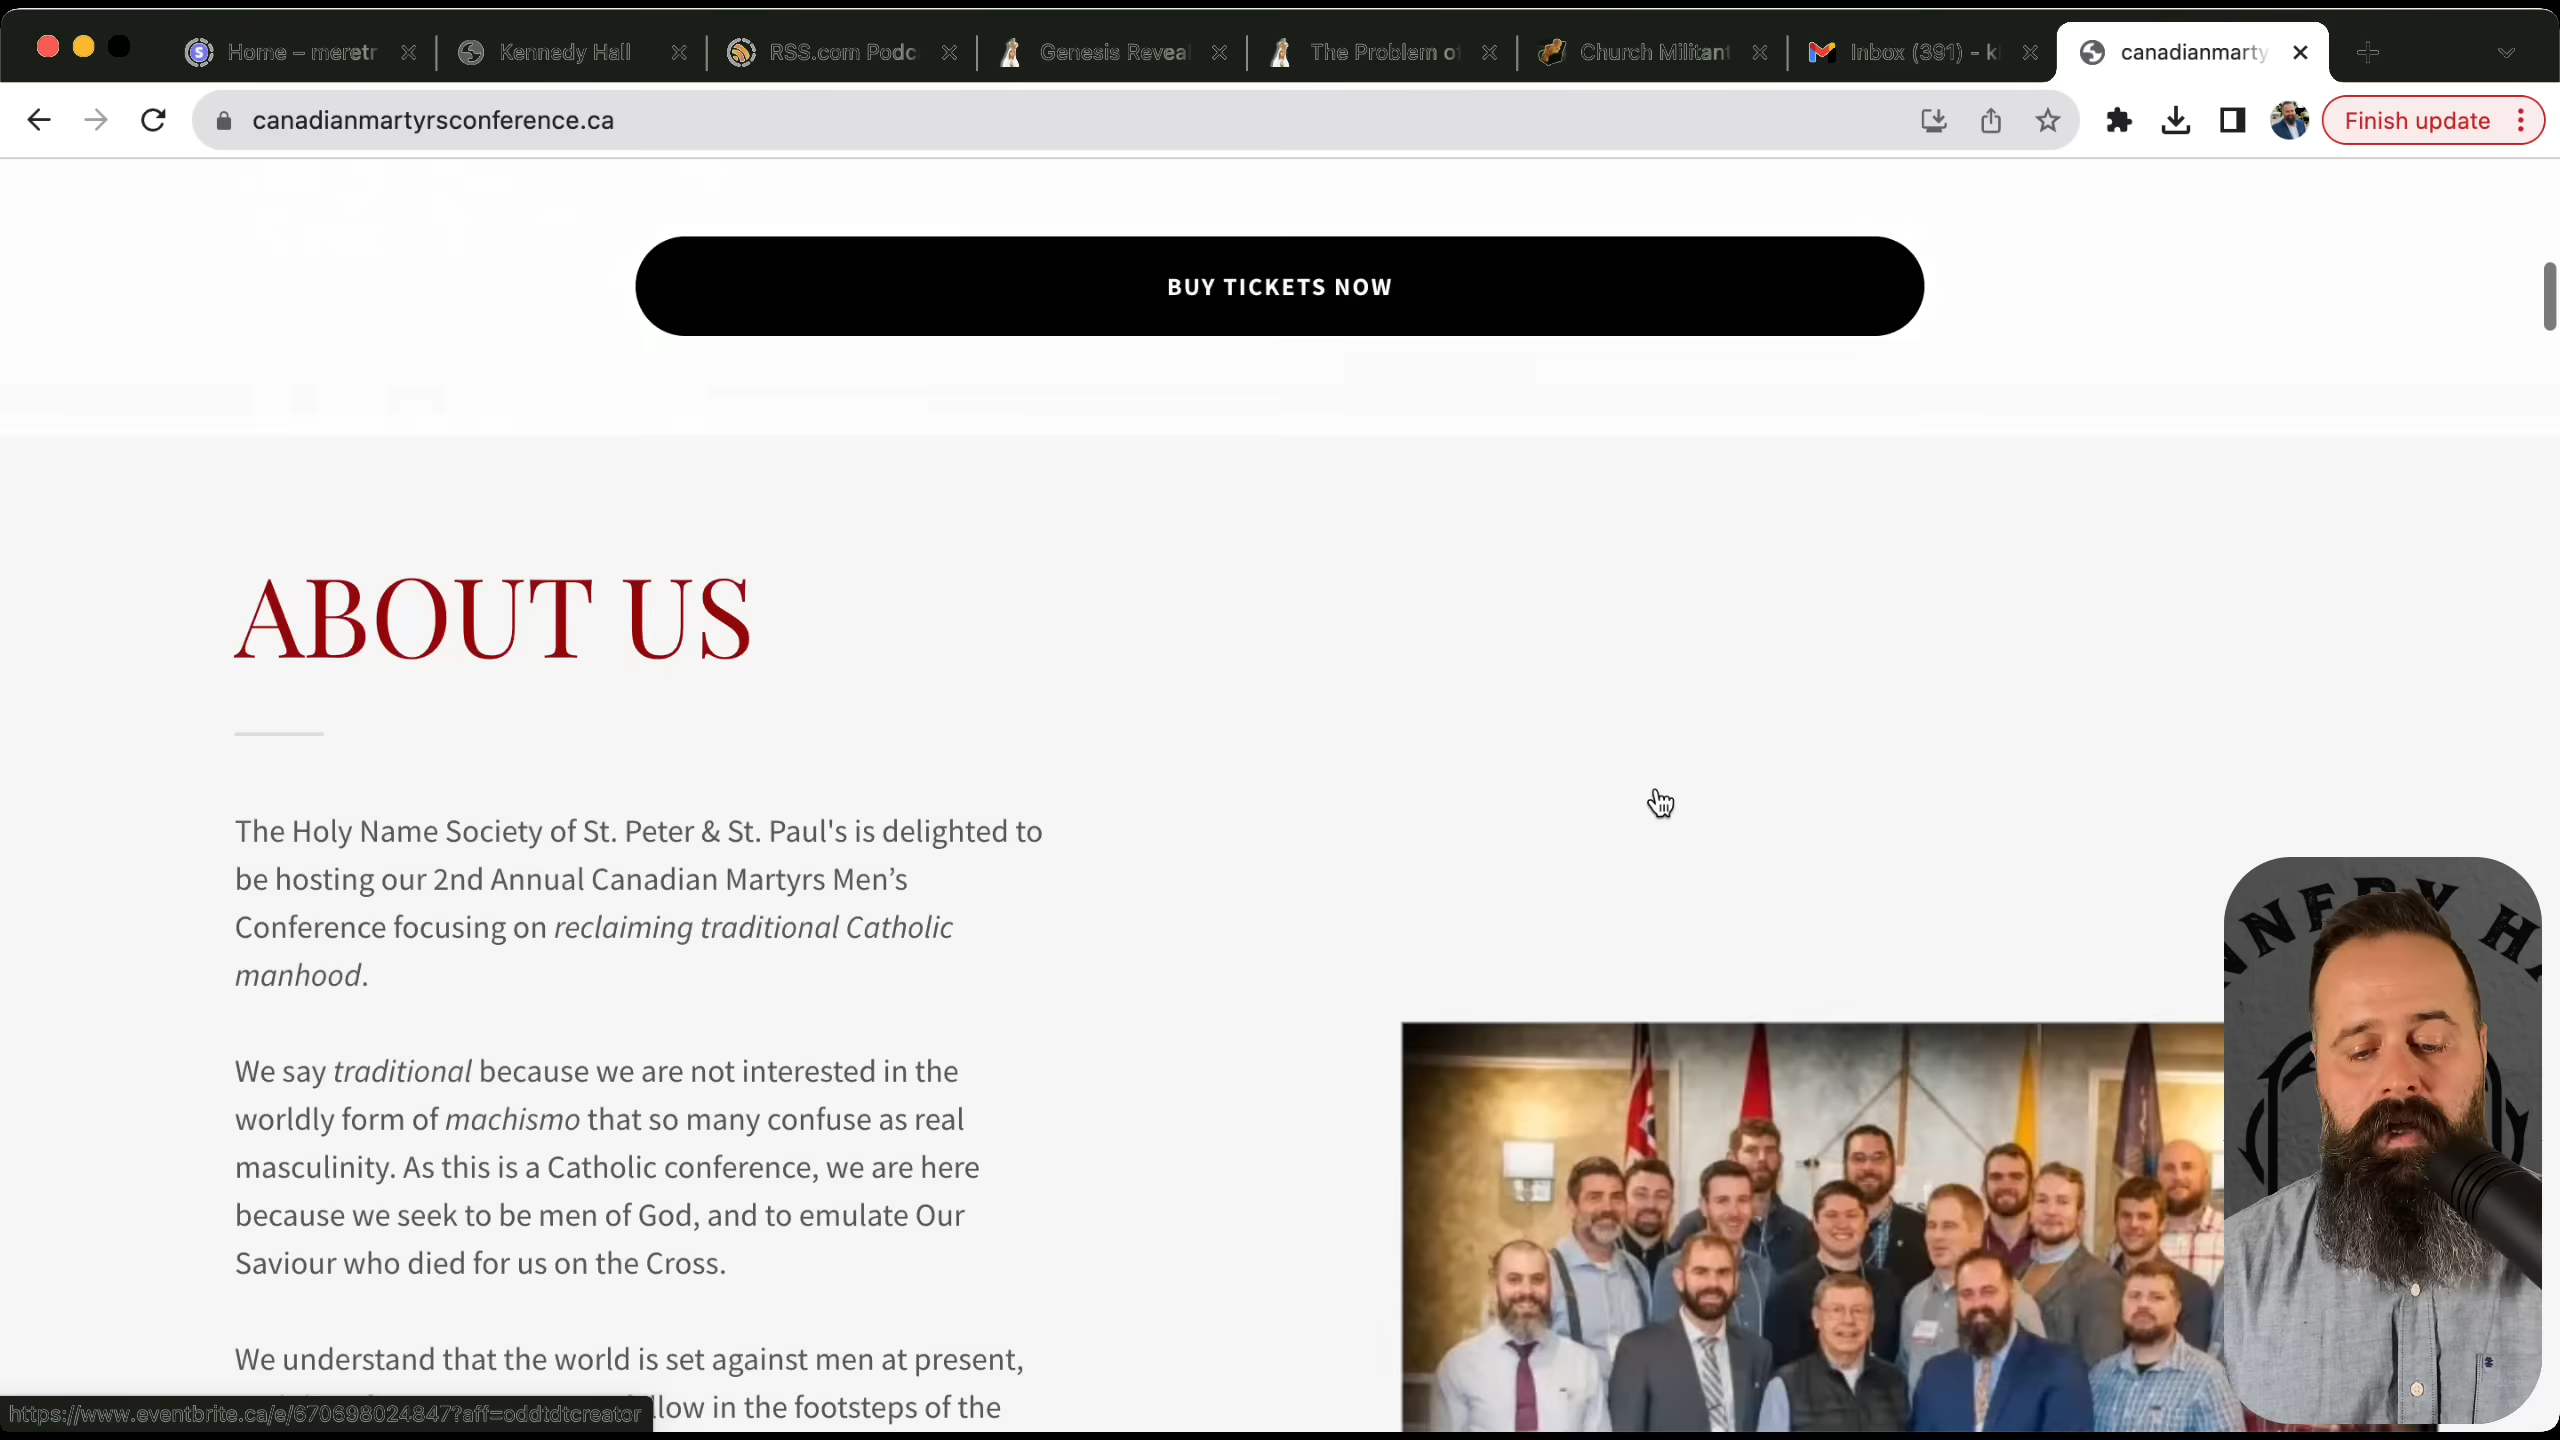 Home – meretr
Kennedy Hall
RSS.com Podc
Genesis Reveal
The Problem of
Church Militant
Inbox (391) - k
canadianmarty
canadianmartyrsconference.ca
Finish update
BUY TICKETS NOW
ABOUT US
The Holy Name Society of St. Peter & St. Paul's is delighted to
be hosting our 2nd Annual Canadian Martyrs Men’s
Conference focusing on reclaiming traditional Catholic
manhood.
We say traditional because we are not interested in the
worldly form of machismo that so many confuse as real
masculinity. As this is a Catholic conference, we are here
because we seek to be men of God, and to emulate Our
Saviour who died for us on the Cross.
We understand that the world is set against men at present,
llow in the footsteps of the
https://www.eventbrite.ca/e/670698024847?aff=oddtdtcreator